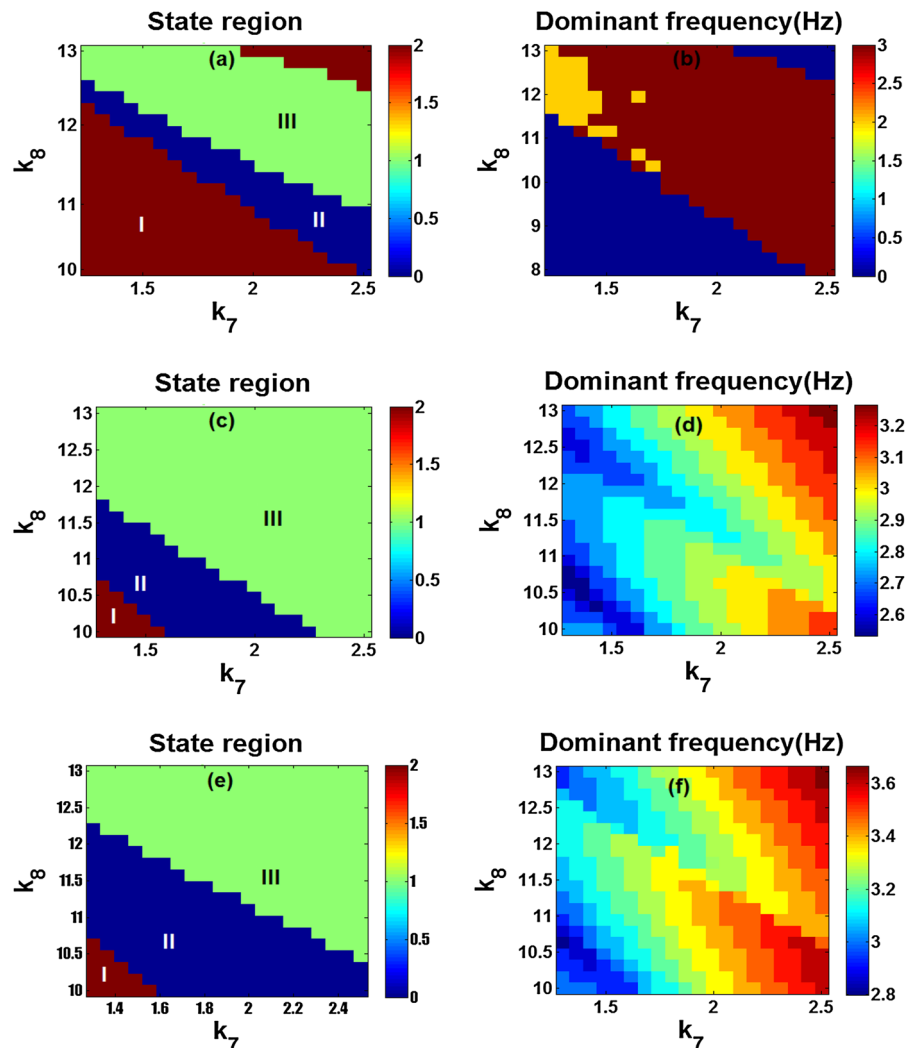 State region
Dominant frequency(Hz)
(a)
(b)
13
12
11
10
k8
I
II
III
1.5
2
2.5
k7
2
1.5
1
0.5
0
13
12
11
10
9
8
k8
1.5
2
2.5
k7
3
2.5
2
1.5
1
0.5
0
State region
Dominant frequency(Hz)
(c)
(d)
13
12.5
12
11.5
11
10.5
10
k8
I
II
III
1.5
2
2.5
k7
2
1.5
1
0.5
0
13
12.5
12
11.5
11
10.5
10
k8
1.5
2
2.5
k7
3.2
3.1
3
2.9
2.8
2.7
2.6
State region
Dominant frequency(Hz)
(e)
(f)
13
12.5
12
11.5
11
10.5
10
k8
I
II
III
1.4
1.6
1.8
2
2.2
2.4
k7
2
1.5
1
0.5
0
13
12.5
12
11.5
11
10.5
10
k8
1.5
2
2.5
k7
3.6
3.4
3.2
3
2.8